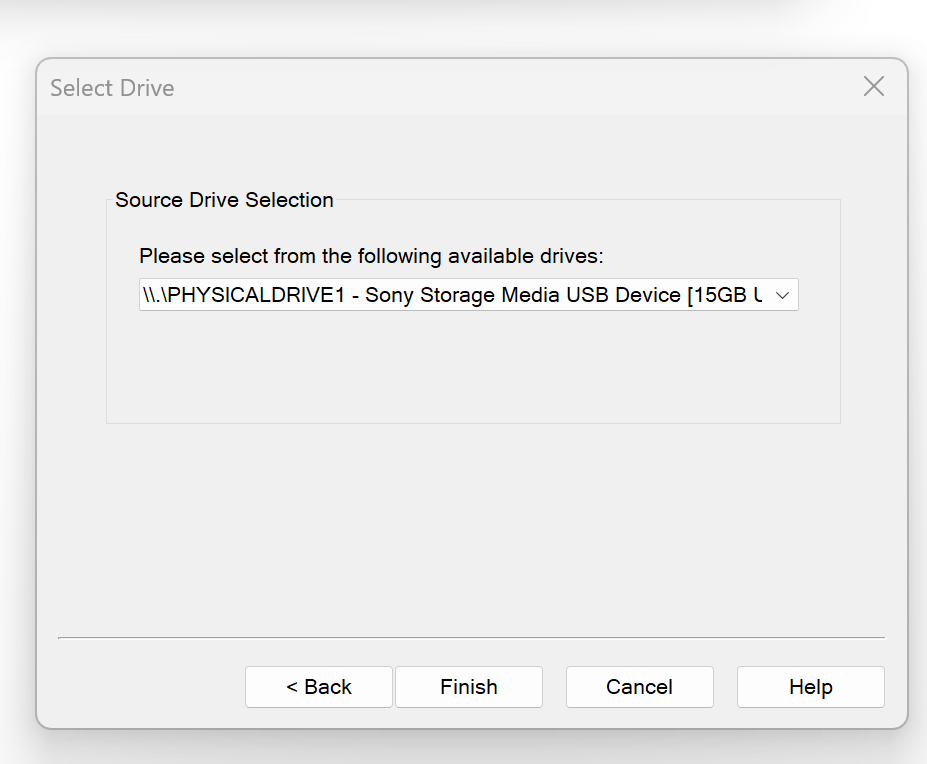 Select Drive
Source Drive Selection
Please select from the following available drives:
\\.\PHYSICALDRIVE1 - Sony Storage Media USB Device [15GB
< Back
Finish
Cancel
Help